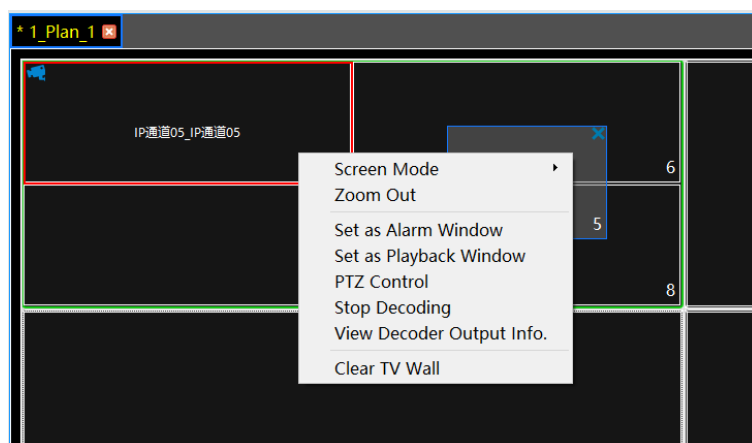 * 1_Plan_1
IP通道05_IP通道05
6
5
8
Screen Mode
Zoom Out
Set as Alarm Window
Set as Playback Window
PTZ Control
Stop Decoding
View Decoder Output Info.
Clear TV Wall